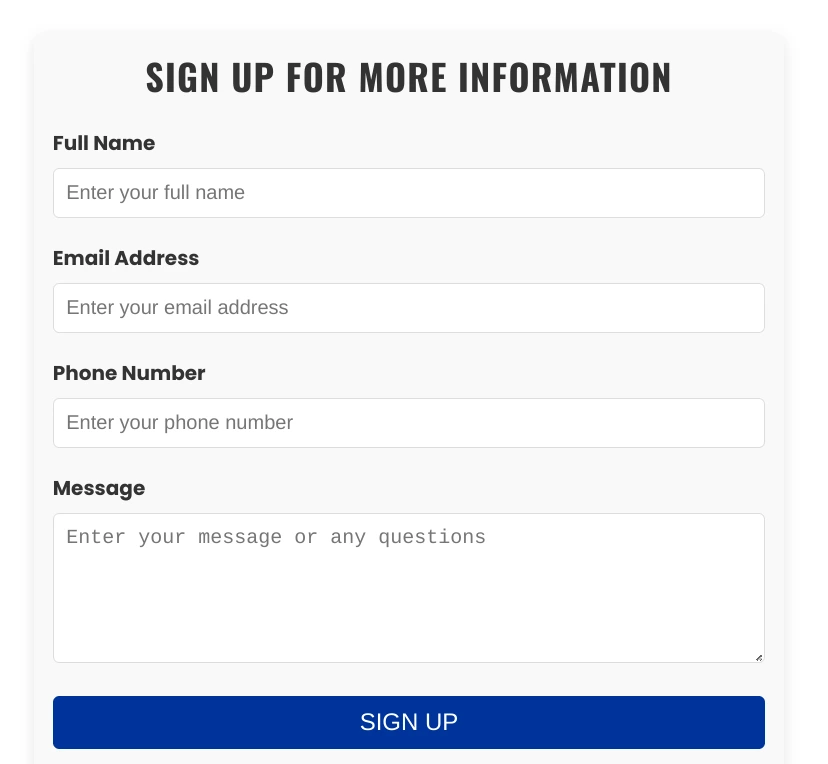 SIGN UP FOR MORE INFORMATION
Full Name
Enter your full name
Email Address
Enter your email address
Phone Number
Enter your phone number
Message
Enter your message or any questions
SIGN UP